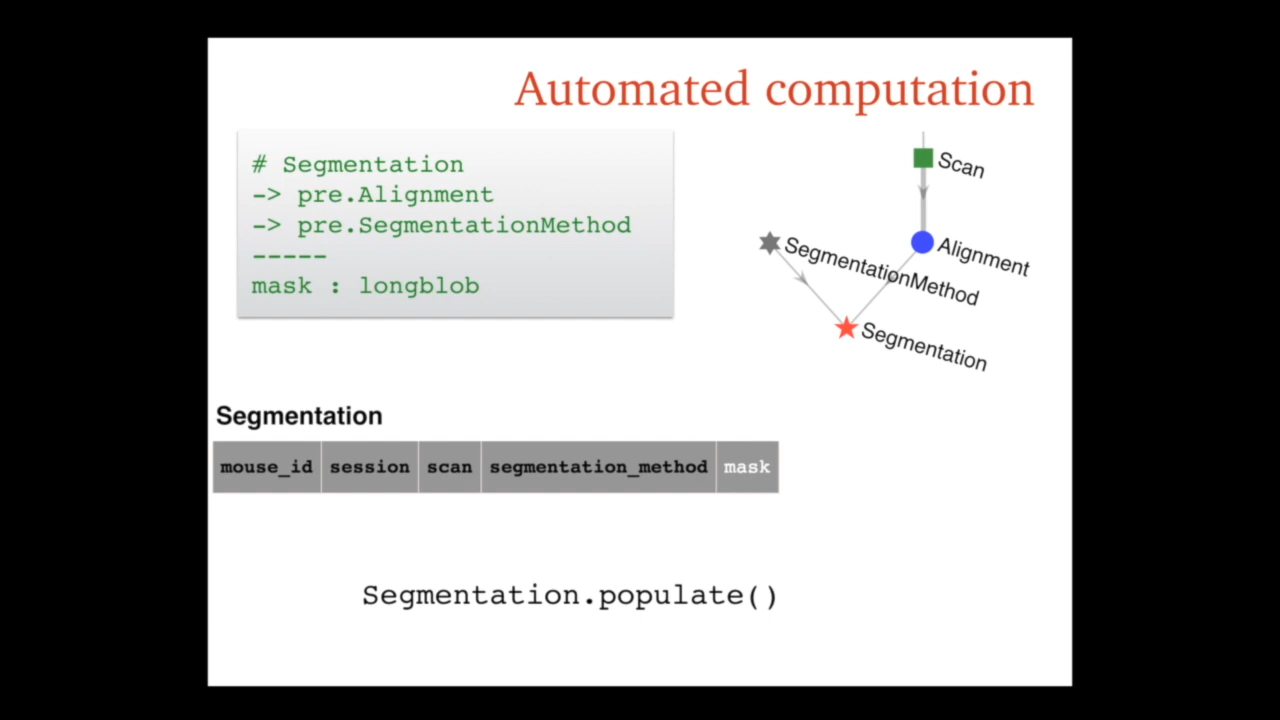 Automated computation
# Segmentation
-> pre.Alignment
-> pre.SegmentationMethod
-----
mask : longblob
Scan
Alignment
SegmentationMethod
Segmentation
Segmentation
mouse_id session scan segmentation_method mask
Segmentation.populate()